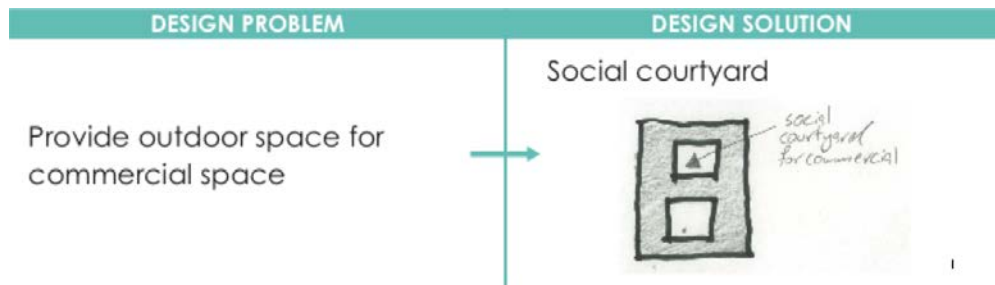 DESIGN PROBLEM
DESIGN SOLUTION
Provide outdoor space for
commercial space
Social courtyard
social
courtyard
for commercial